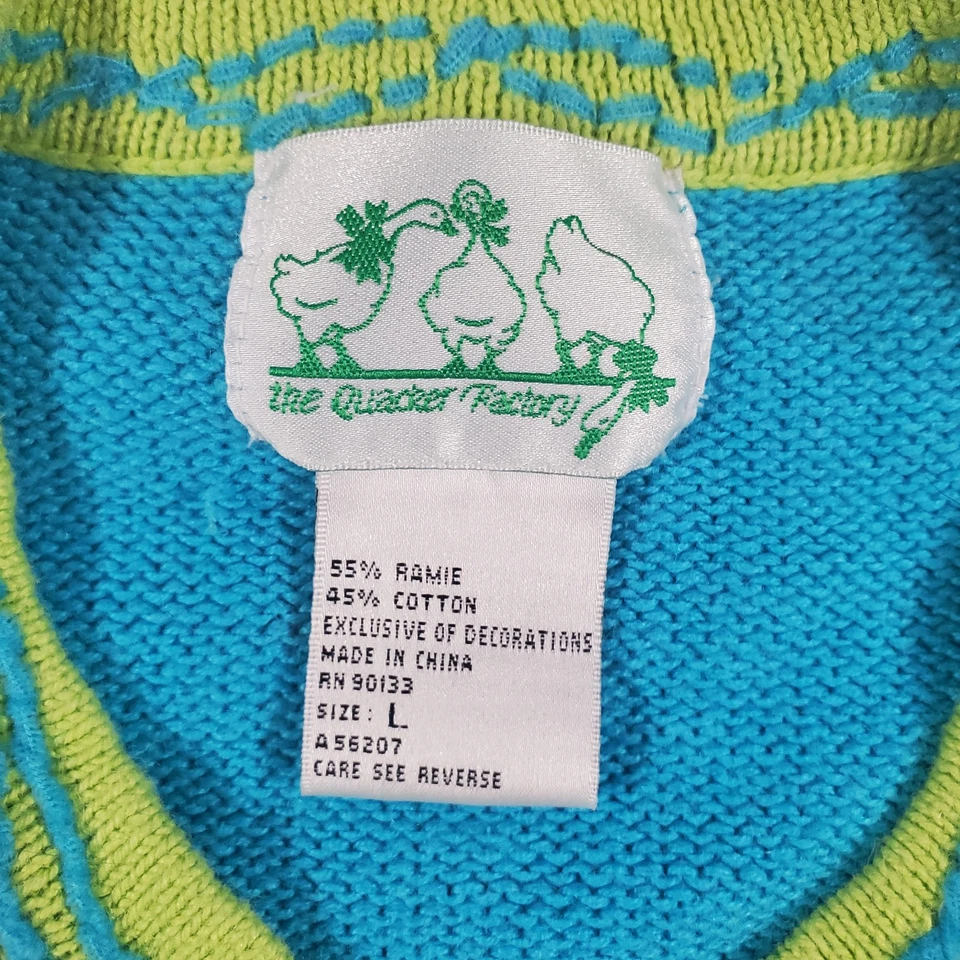 the Quacker Factory
55% RAMIE
45% COTTON
EXCLUSIVE OF DECORATIONS
MADE IN CHINA
RN 90133
SIZE: L
A56207
CARE SEE REVERSE